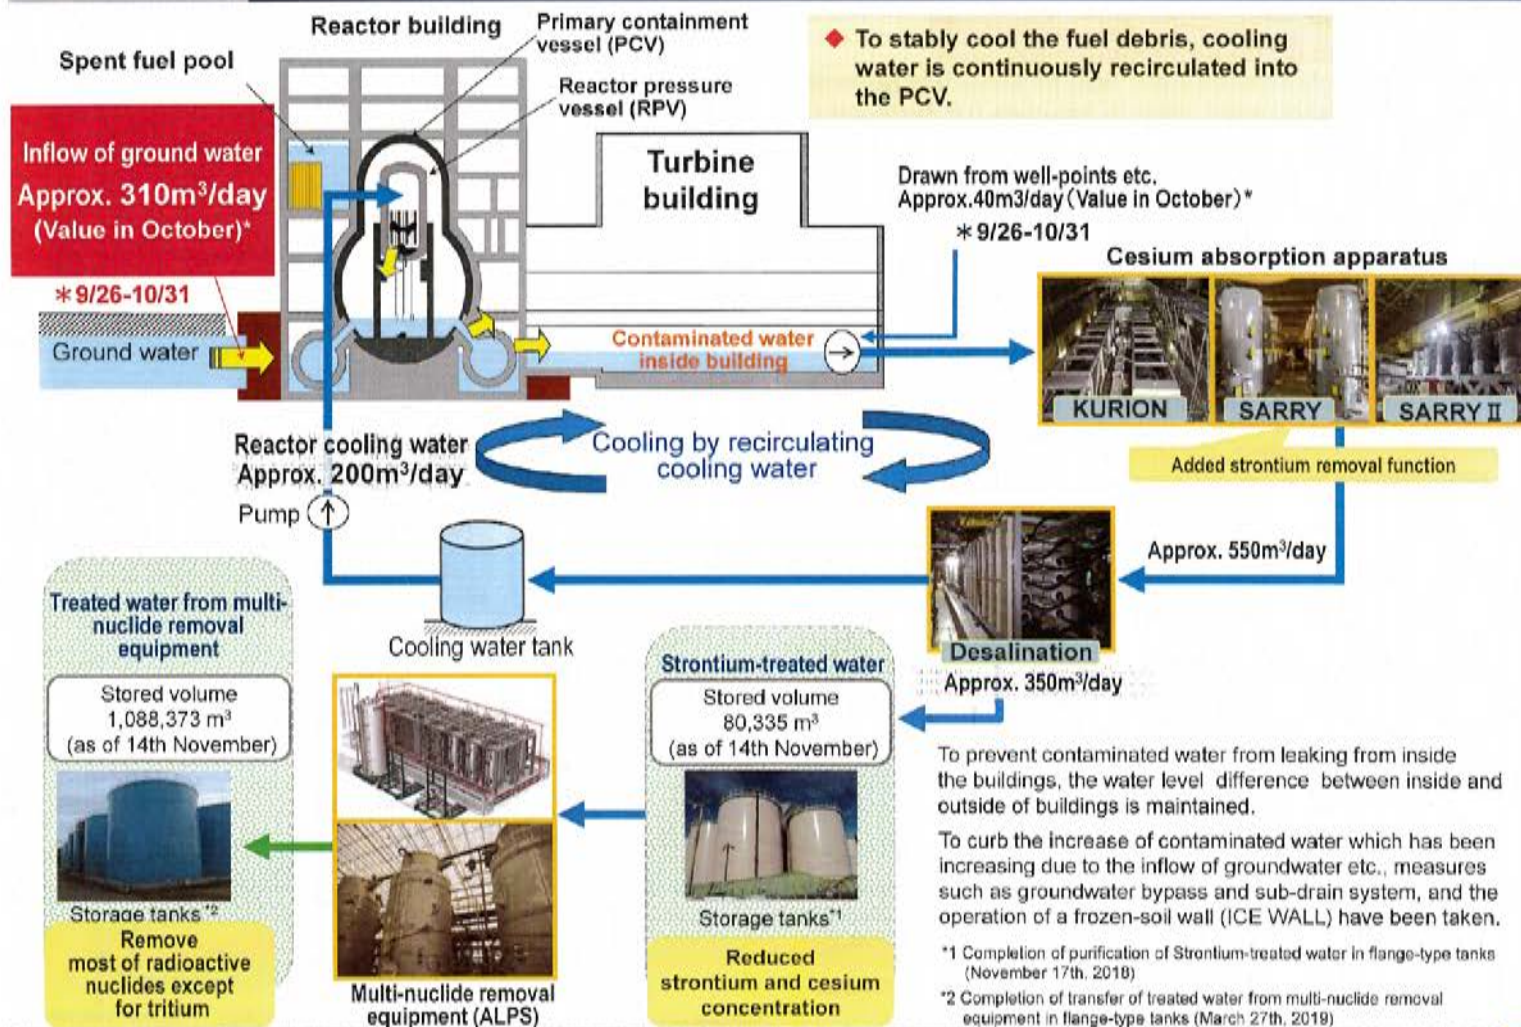 Reactor building
Primary containment
vessel (PCV)
Spent fuel pool
Reactor pressure
vessel (RPV)
◆ To stably cool the fuel debris, cooling
water is continuously recirculated into
the PCV.
Inflow of ground water
Approx. 310m³/day
(Value in October)*
＊9/26-10/31
Ground water
Turbine
building
Drawn from well-points etc.
Approx.40m3/day(Value in October)*
＊9/26-10/31
Contaminated water
inside building
Cesium absorption apparatus
KURION
SARRY
SARRY II
Added strontium removal function
Reactor cooling water
Approx. 200m³/day
Cooling by recirculating
cooling water
Pump
Approx. 550m³/day
Cooling water tank
Desalination
Approx. 350m³/day
Treated water from multi-
nuclide removal
equipment
Stored volume
1,088,373 m³
(as of 14th November)
Storage tanks*2
Remove
most of radioactive
nuclides except
for tritium
Multi-nuclide removal
equipment (ALPS)
Strontium-treated water
Stored volume
80,335 m³
(as of 14th November)
Storage tanks*1
Reduced
strontium and cesium
concentration
To prevent contaminated water from leaking from inside
the buildings, the water level difference between inside and
outside of buildings is maintained.
To curb the increase of contaminated water which has been
increasing due to the inflow of groundwater etc., measures
such as groundwater bypass and sub-drain system, and the
operation of a frozen-soil wall (ICE WALL) have been taken.
*1 Completion of purification of Strontium-treated water in flange-type tanks
(November 17th, 2018)
*2 Completion of transfer of treated water from multi-nuclide removal
equipment in flange-type tanks (March 27th, 2019)